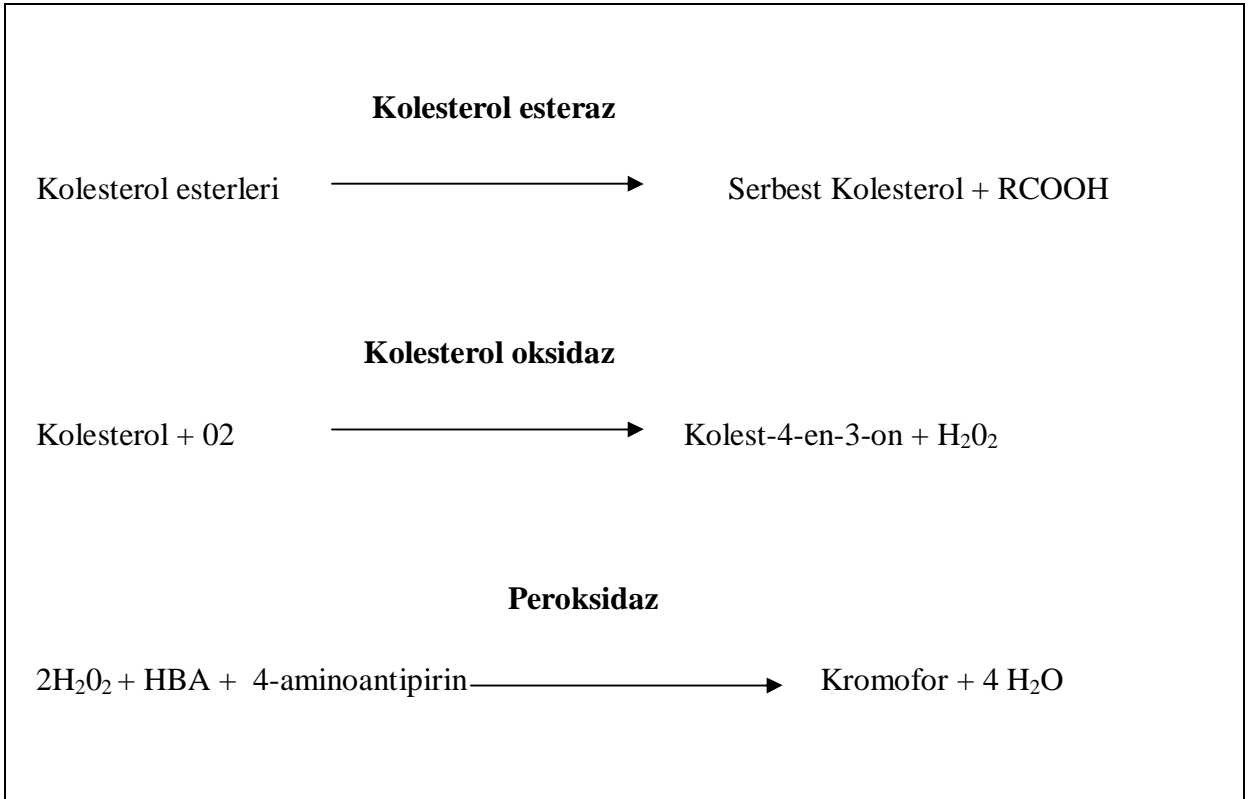 Kolesterol esteraz
Kolesterol esterleri Serbest Kolesterol + RCOOH
Kolesterol oksidaz
Kolesterol + 02 Kolest-4-en-3-on + H₂0₂
Peroksidaz
2H₂0₂ + HBA + 4-aminoantipirin Kromofor + 4 H₂O